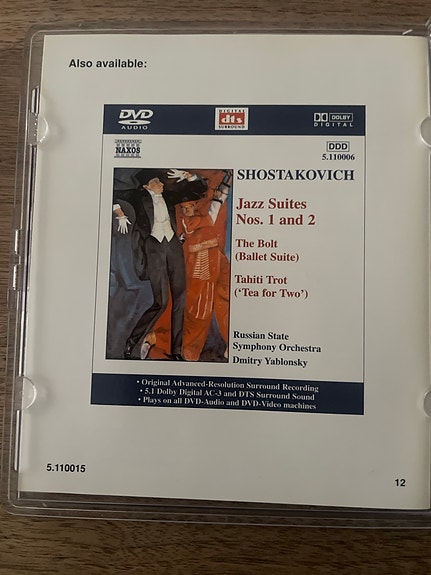 Also available:
DVD
AUDIO
DIGITAL
dts
SURROUND
DOLBY
DIGITAL
NAXOS
DDD
5.110006
SHOSTAKOVICH
Jazz Suites
Nos. 1 and 2
The Bolt
(Ballet Suite)
Tahiti Trot
(‘Tea for Two’)
Russian State
Symphony Orchestra
Dmitry Yablonsky
• Original Advanced-Resolution Surround Recording
• 5.1 Dolby Digital AC-3 and DTS Surround Sound
• Plays on all DVD-Audio and DVD-Video machines
5.110015
12